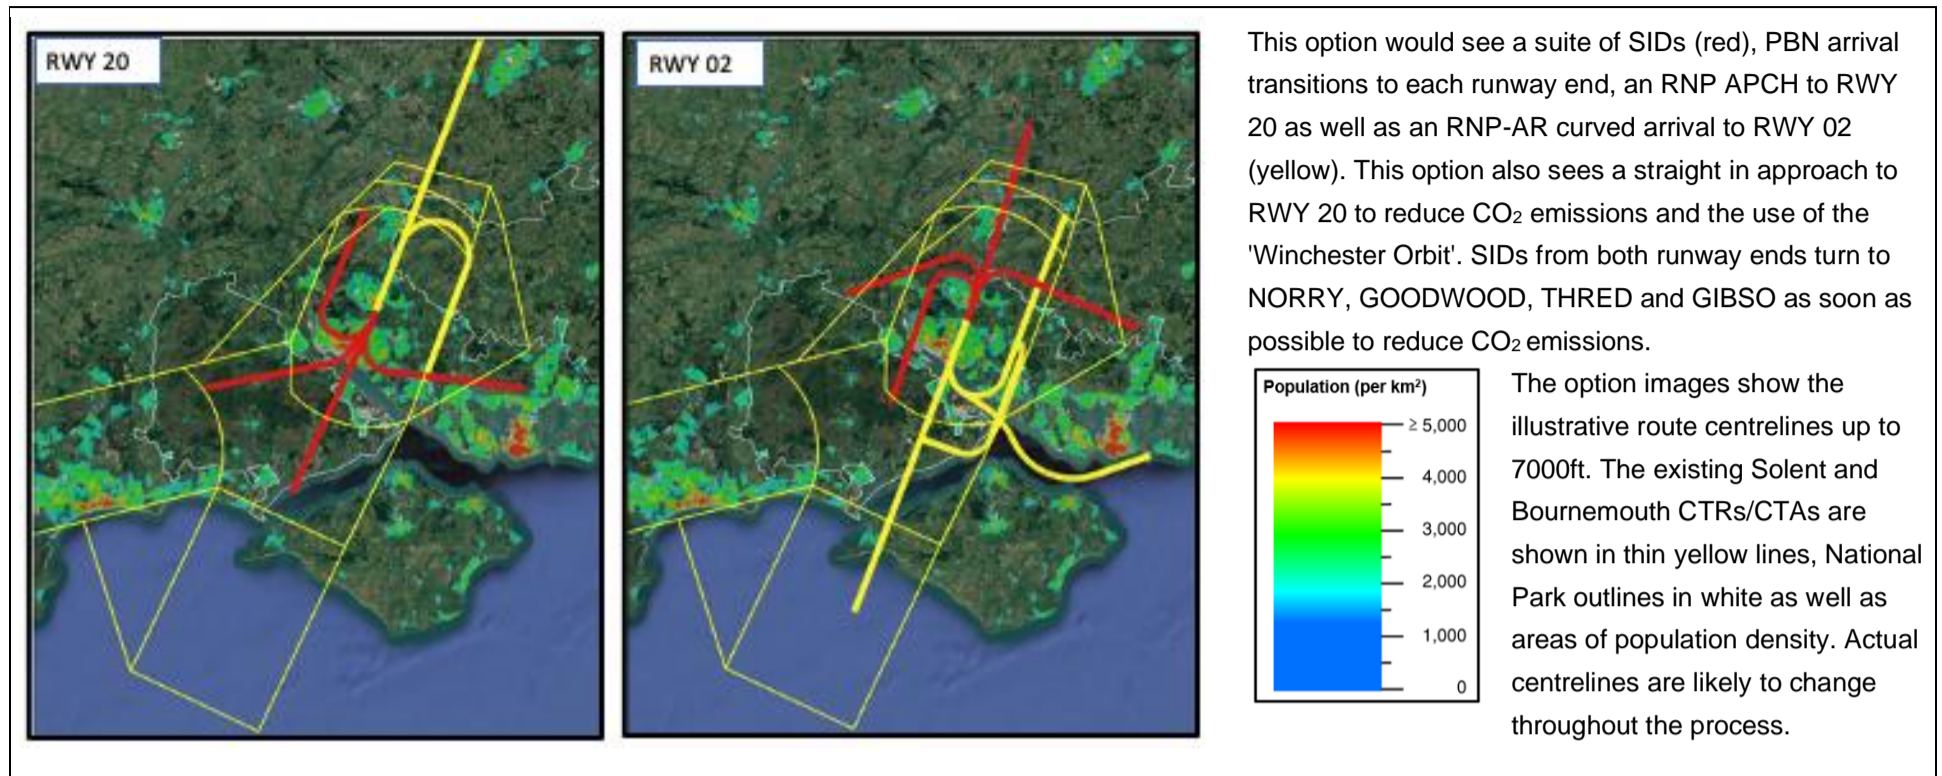 RWY 20
RWY 02
This option would see a suite of SIDs (red), PBN arrival
transitions to each runway end, an RNP APCH to RWY
20 as well as an RNP-AR curved arrival to RWY 02
(yellow). This option also sees a straight in approach to
RWY 20 to reduce CO2 emissions and the use of the
'Winchester Orbit'. SIDs from both runway ends turn to
NORRY, GOODWOOD, THRED and GIBSO as soon as
possible to reduce CO2 emissions.
Population (per km²)
≥ 5,000
4,000
3,000
2,000
1,000
0
The option images show the
illustrative route centrelines up to
7000ft. The existing Solent and
Bournemouth CTRs/CTAs are
shown in thin yellow lines, National
Park outlines in white as well as
areas of population density. Actual
centrelines are likely to change
throughout the process.